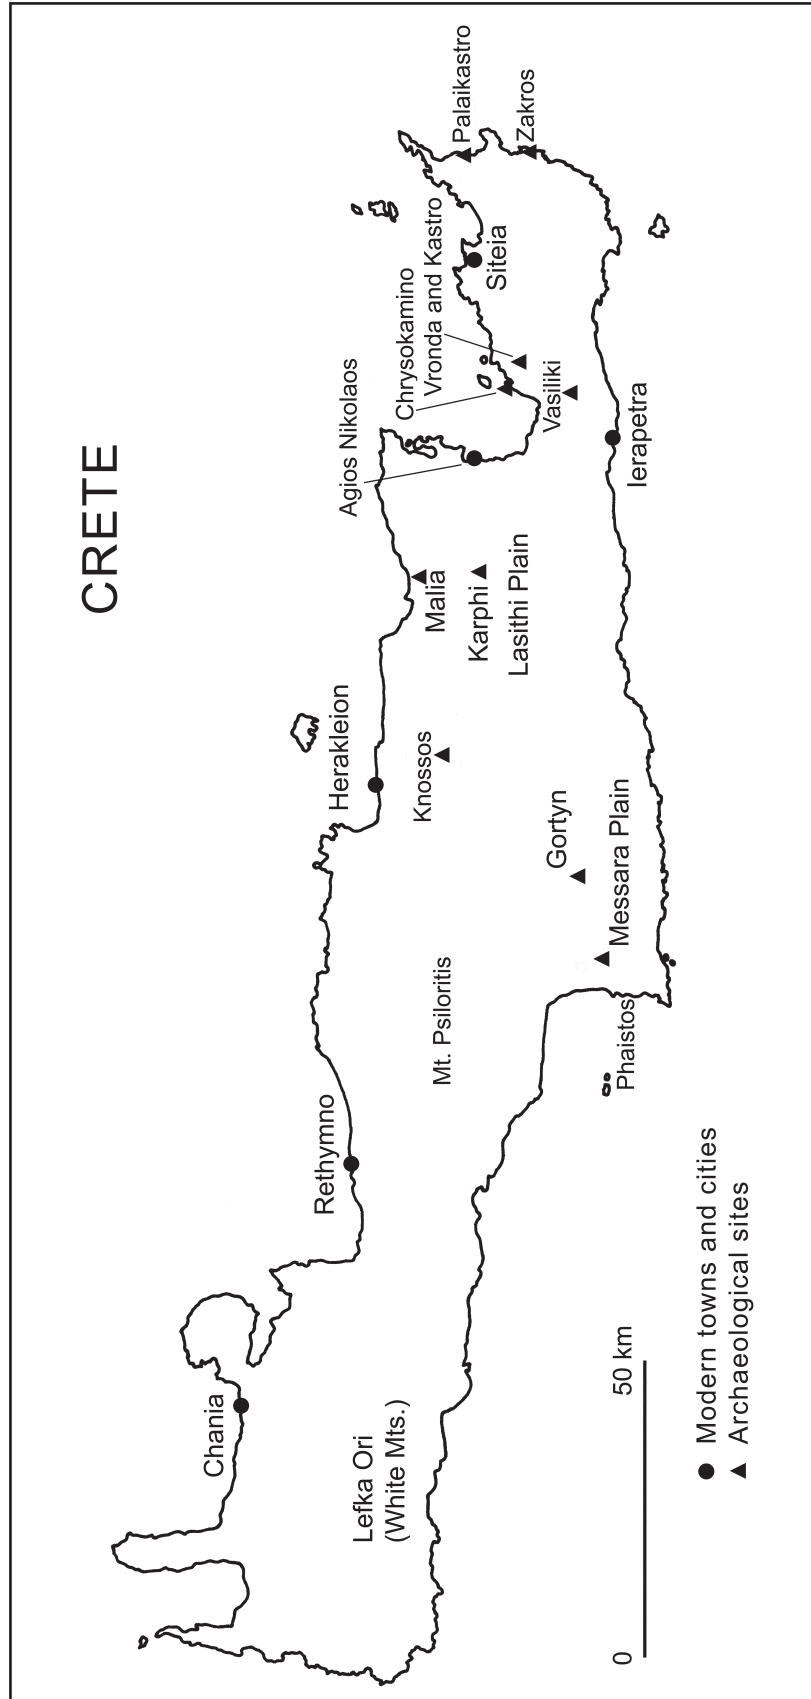 CRETE
Chania
Lefka Ori
(White Mts.)
Rethymno
Mt. Psiloritis
Herakleion
Knossos
Gortyn
Messara Plain
Phaistos
Malia
Karphi
Lasithi Plain
Agios Nikolaos
Chrysokamino
Vronda and Kastro
Vasiliki
Ierapetra
Siteia
Palaikastro
Zakros
0
50 km
Modern towns and cities
Archaeological sites